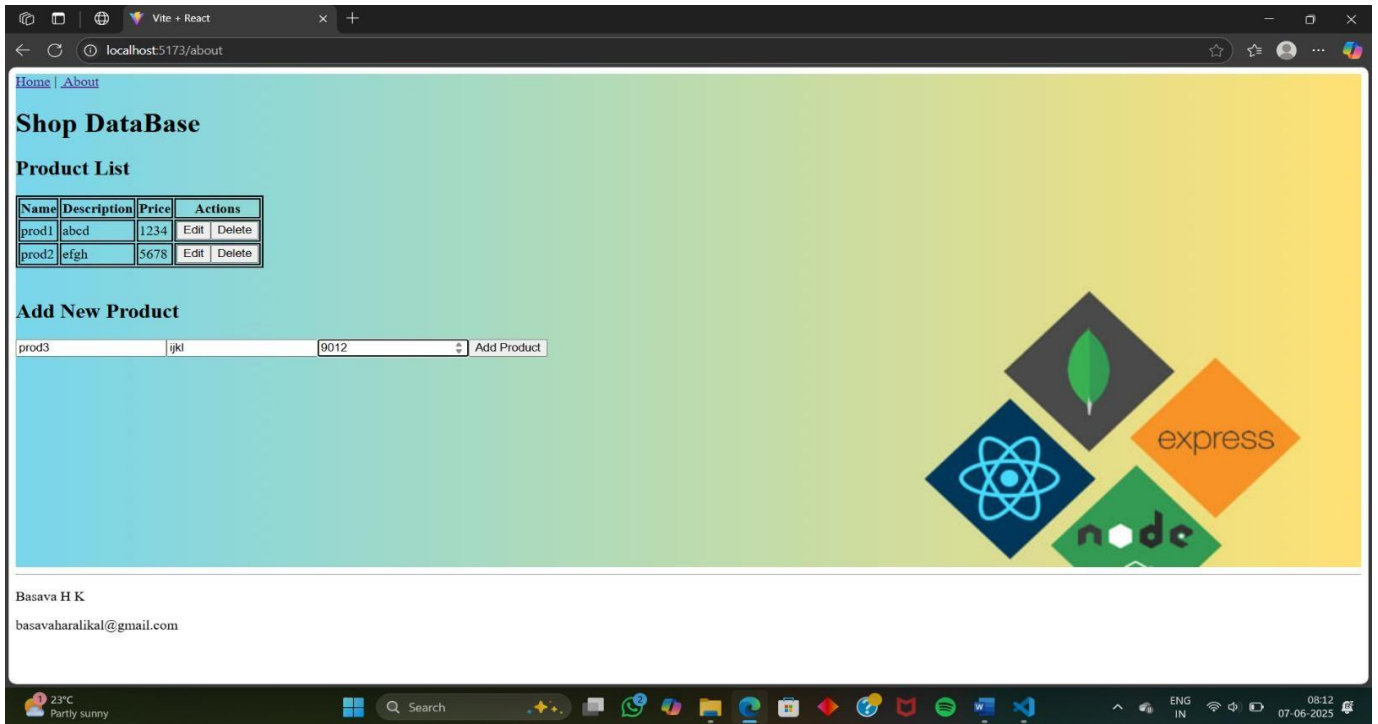 Vite + React
localhost:5173/about
Home | About
Shop DataBase
Product List
Name Description Price Actions
prod1 abcd 1234 Edit Delete
prod2 efgh 5678 Edit Delete
Add New Product
prod3 ijkl 9012 Add Product
express
node
Basava H K
basavaharalikal@gmail.com
1 23°C
Partly sunny
Search
2
ENG
IN
08:12
07-06-2025